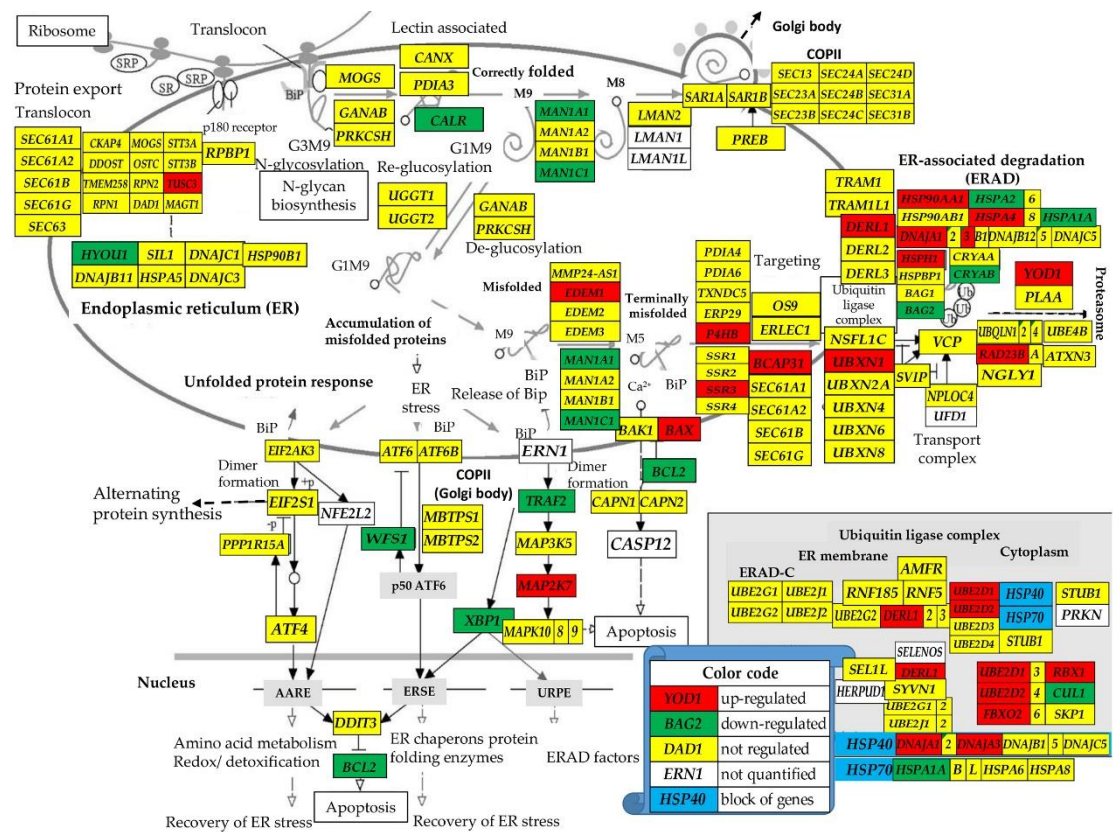 Ribosome
Translocon
Lectin associated
Golgi body
COPII
SRP
SR
SRP
BiP
MOGS
CANX
PDIA3
Correctly folded
CALR
M9
M8
SAR1A SAR1B
SEC13 SEC24A SEC24D
SEC23A SEC24B SEC31A
SEC23B SEC24C SEC31B
PREB
Protein export
Translocon
p180 receptor
GANAB
PRKCSH
MAN1A1
MAN1A2
MAN1B1
MAN1C1
LMAN2
LMAN1
LMAN1L
SEC61A1
SEC61A2
SEC61B
SEC61G
SEC63
CKAP4 MOGS STT3A
DDOST OSTC STT3B
TMEM258 RPN2 TUSC3
RPN1 DAD1 MAGT1
RPBP1
G3M9
N-glycosylation
N-glycan
biosynthesis
G1M9
Re-glucosylation
UGGT1
UGGT2
GANAB
PRKCSH
De-glucosylation
HYOU1 SIL1 DNAJC1 HSP90B1
DNAJB11 HSPA5 DNAJC3
Endoplasmic reticulum (ER)
G1M9
ER-associated degradation
(ERAD)
TRAM1
TRAM1L1
DERL1
DERL2
DERL3
HSP90AA1 HSPA2 6
HSP90AB1 HSPA4 8 HSPA1A
DNAJA1 2 3 B1 DNAJB12 5 DNAJC5
HSPH1 CRYAA
HSPBP1 CRYAB
BAG1
BAG2
YOD1
PLAA
Proteasome
Ub
Ub
Ub
Targeting
PDIA4
PDIA6
TXNDC5
ERP29
P4HB
SSR1
SSR2
SSR3
SSR4
OS9
ERLEC1
Ubiquitin
ligase
complex
BCAP31
SEC61A1
SEC61A2
SEC61B
SEC61G
NSFL1C
UBXN1
UBXN2A
UBXN4
UBXN6
UBXN8
VCP
SVIP
NPLOC4
UFD1
Transport
complex
UBQLN1 2 4 UBE4B
RAD23B A ATXN3
NGLY1
Misfolded
MMP24-AS1
EDEM1
EDEM2
EDEM3
Terminally
misfolded
M9
M5
BiP
BiP
MAN1A1
MAN1A2
MAN1B1
MAN1C1
Ca²⁺
Accumulation of
misfolded proteins
Unfolded protein response
ER
stress
Release of Bip
BiP
BiP
BiP
BAK1 BAX
BCL2
CAPN1 CAPN2
CASP12
Apoptosis
EIF2AK3
ATF6 ATF6B
ERN1
Dimer
formation
+p
EIF2S1
NFE2L2
Alternating
protein synthesis
-p
PPP1R15A
ATF4
COPII
(Golgi body)
MBTPS1
MBTPS2
WFS1
p50 ATF6
Dimer
formation
TRAF2
MAP3K5
MAP2K7
XBP1
MAPK10 8 9
Nucleus
AARE
ERSE
URPE
DDIT3
BCL2
Apoptosis
Amino acid metabolism
Redox/ detoxification
ER chaperons protein
folding enzymes
ERAD factors
Recovery of ER stress
Recovery of ER stress
Color code
YOD1 up-regulated
BAG2 down-regulated
DAD1 not regulated
ERN1 not quantified
HSP40 block of genes
Ubiquitin ligase complex
ER membrane
Cytoplasm
ERAD-C
UBE2G1 UBE2J1
UBE2G2 UBE2J2
AMFR
RNF185 RNF5
UBE2G2 DERL1 2 3
UBE2D1 HSP40
UBE2D2 HSP70
UBE2D3
UBE2D4 STUB1
STUB1
PRKN
SELENOS
SEL1L DERL1
HERPUD1 SYVN1
UBE2G1 2
UBE2J1 2
UBE2D1 3 RBX1
UBE2D2 4 CUL1
FBXO2 6 SKP1
HSP40 DNAJA1 2 DNAJA3 DNAJB1 5 DNAJC5
HSP70 HSPA1A B L HSPA6 HSPA8